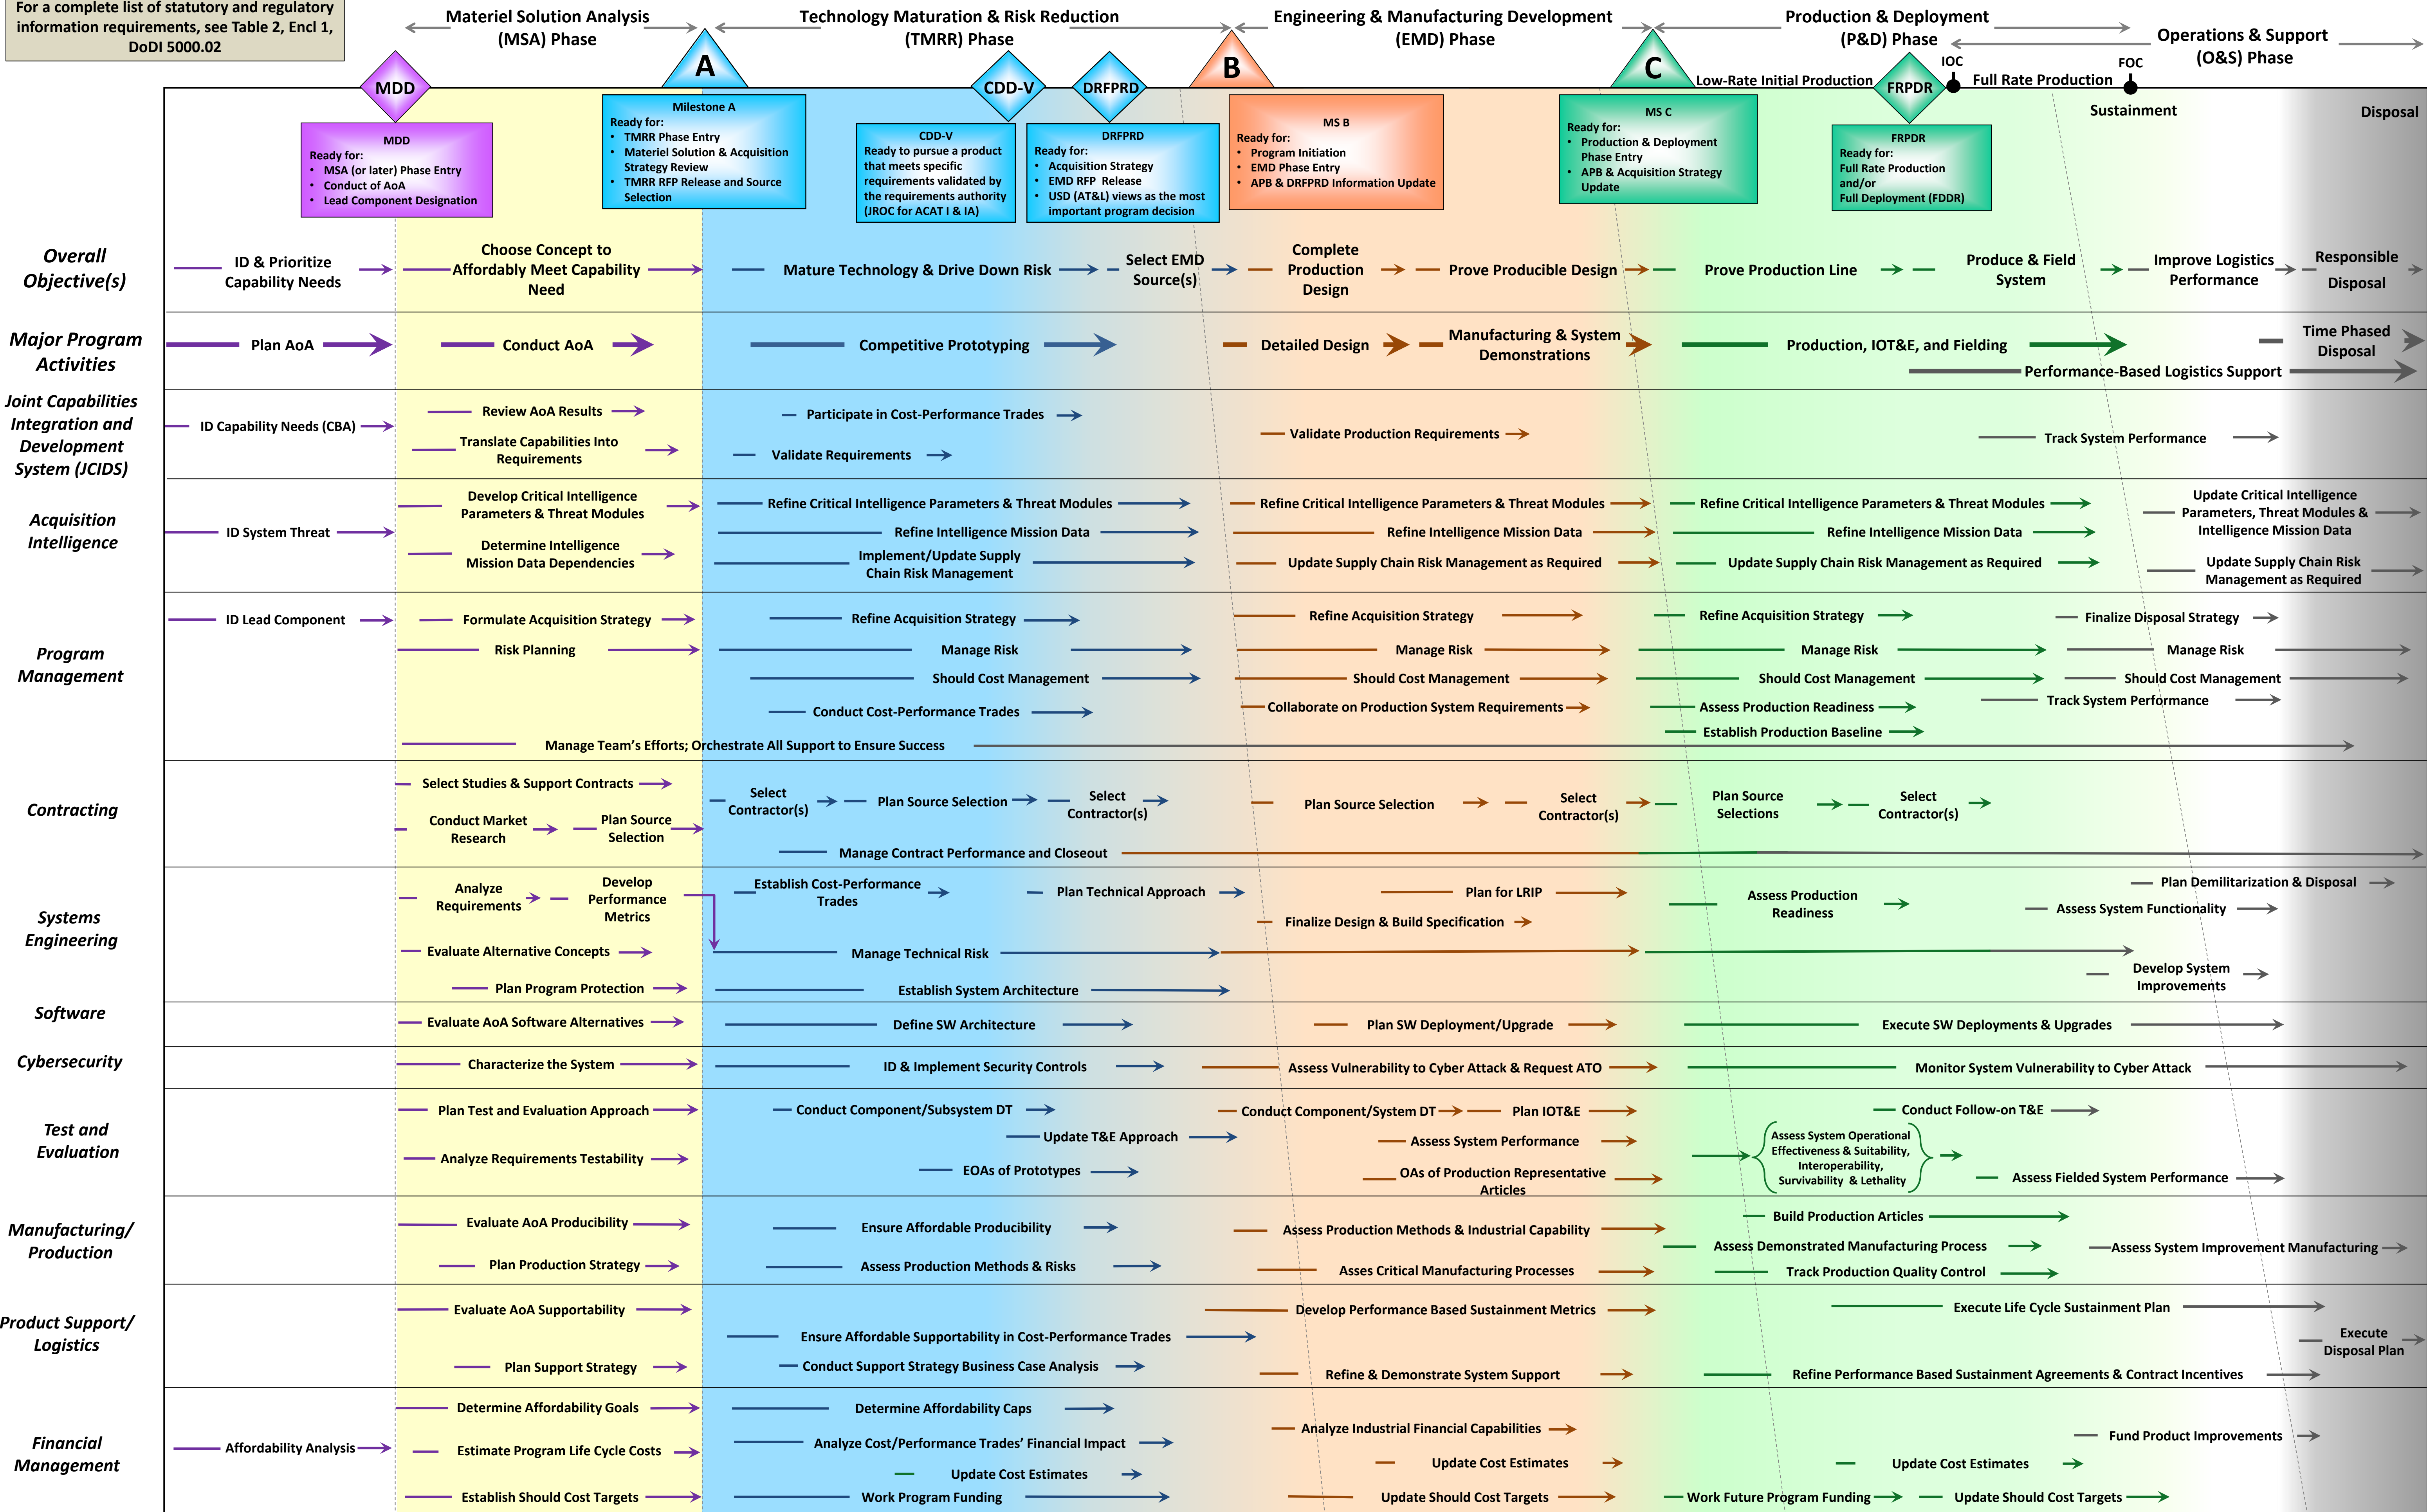 For a complete list of statutory and regulatory
information requirements, see Table 2, Encl 1,
DoDI 5000.02
Materiel Solution Analysis
(MSA) Phase
Technology Maturation & Risk Reduction
(TMRR) Phase
Engineering & Manufacturing Development
(EMD) Phase
Production & Deployment
(P&D) Phase
Operations & Support
(O&S) Phase
MDD
A
CDD-V
DRFPRD
B
C
Low-Rate Initial Production
FRPDR
IOC
Full Rate Production
FOC
Sustainment
Disposal
MDD
Ready for:
• MSA (or later) Phase Entry
• Conduct of AoA
• Lead Component Designation
Milestone A
Ready for:
• TMRR Phase Entry
• Materiel Solution & Acquisition
Strategy Review
• TMRR RFP Release and Source
Selection
CDD-V
Ready to pursue a product
that meets specific
requirements validated by
the requirements authority
(JROC for ACAT I & IA)
DRFPRD
Ready for:
• Acquisition Strategy
• EMD RFP Release
• USD (AT&L) views as the most
important program decision
MS B
Ready for:
• Program Initiation
• EMD Phase Entry
• APB & DRFPRD Information Update
MS C
Ready for:
• Production & Deployment
Phase Entry
• APB & Acquisition Strategy
Update
FRPDR
Ready for:
Full Rate Production
and/or
Full Deployment (FDDR)
Overall
Objective(s)
ID & Prioritize
Capability Needs
Choose Concept to
Affordably Meet Capability
Need
Mature Technology & Drive Down Risk
Select EMD
Source(s)
Complete
Production
Design
Prove Producible Design
Prove Production Line
Produce & Field
System
Improve Logistics
Performance
Responsible
Disposal
Major Program
Activities
Plan AoA
Conduct AoA
Competitive Prototyping
Detailed Design
Manufacturing & System
Demonstrations
Production, IOT&E, and Fielding
Time Phased
Disposal
Performance-Based Logistics Support
Joint Capabilities
Integration and
Development
System (JCIDS)
ID Capability Needs (CBA)
Review AoA Results
Translate Capabilities Into
Requirements
Participate in Cost-Performance Trades
Validate Requirements
Validate Production Requirements
Track System Performance
Acquisition
Intelligence
ID System Threat
Develop Critical Intelligence
Parameters & Threat Modules
Determine Intelligence
Mission Data Dependencies
Refine Critical Intelligence Parameters & Threat Modules
Refine Intelligence Mission Data
Implement/Update Supply
Chain Risk Management
Refine Critical Intelligence Parameters & Threat Modules
Refine Intelligence Mission Data
Update Supply Chain Risk Management as Required
Refine Critical Intelligence Parameters & Threat Modules
Refine Intelligence Mission Data
Update Supply Chain Risk Management as Required
Update Critical Intelligence
Parameters, Threat Modules &
Intelligence Mission Data
Update Supply Chain Risk
Management as Required
Program
Management
ID Lead Component
Formulate Acquisition Strategy
Risk Planning
Refine Acquisition Strategy
Manage Risk
Should Cost Management
Conduct Cost-Performance Trades
Refine Acquisition Strategy
Manage Risk
Should Cost Management
Collaborate on Production System Requirements
Refine Acquisition Strategy
Manage Risk
Should Cost Management
Assess Production Readiness
Establish Production Baseline
Finalize Disposal Strategy
Manage Risk
Should Cost Management
Track System Performance
Manage Team's Efforts; Orchestrate All Support to Ensure Success
Contracting
Select Studies & Support Contracts
Conduct Market
Research
Plan Source
Selection
Select
Contractor(s)
Plan Source Selection
Select
Contractor(s)
Plan Source Selection
Select
Contractor(s)
Plan Source
Selections
Select
Contractor(s)
Manage Contract Performance and Closeout
Systems
Engineering
Analyze
Requirements
Develop
Performance
Metrics
Evaluate Alternative Concepts
Plan Program Protection
Establish Cost-Performance
Trades
Plan Technical Approach
Manage Technical Risk
Establish System Architecture
Plan for LRIP
Finalize Design & Build Specification
Assess Production
Readiness
Plan Demilitarization & Disposal
Assess System Functionality
Develop System
Improvements
Software
Evaluate AoA Software Alternatives
Define SW Architecture
Plan SW Deployment/Upgrade
Execute SW Deployments & Upgrades
Cybersecurity
Characterize the System
ID & Implement Security Controls
Assess Vulnerability to Cyber Attack & Request ATO
Monitor System Vulnerability to Cyber Attack
Test and
Evaluation
Plan Test and Evaluation Approach
Analyze Requirements Testability
Conduct Component/Subsystem DT
Update T&E Approach
EOAs of Prototypes
Conduct Component/System DT
Plan IOT&E
Assess System Performance
OAs of Production Representative
Articles
Assess System Operational
Effectiveness & Suitability,
Interoperability,
Survivability & Lethality
Conduct Follow-on T&E
Assess Fielded System Performance
Manufacturing/
Production
Evaluate AoA Producibility
Plan Production Strategy
Ensure Affordable Producibility
Assess Production Methods & Risks
Assess Production Methods & Industrial Capability
Asses Critical Manufacturing Processes
Build Production Articles
Assess Demonstrated Manufacturing Process
Track Production Quality Control
Assess System Improvement Manufacturing
Product Support/
Logistics
Evaluate AoA Supportability
Plan Support Strategy
Ensure Affordable Supportability in Cost-Performance Trades
Conduct Support Strategy Business Case Analysis
Develop Performance Based Sustainment Metrics
Refine & Demonstrate System Support
Execute Life Cycle Sustainment Plan
Execute
Disposal Plan
Refine Performance Based Sustainment Agreements & Contract Incentives
Financial
Management
Affordability Analysis
Determine Affordability Goals
Estimate Program Life Cycle Costs
Establish Should Cost Targets
Determine Affordability Caps
Analyze Cost/Performance Trades' Financial Impact
Update Cost Estimates
Work Program Funding
Analyze Industrial Financial Capabilities
Update Cost Estimates
Update Should Cost Targets
Fund Product Improvements
Update Cost Estimates
Work Future Program Funding
Update Should Cost Targets